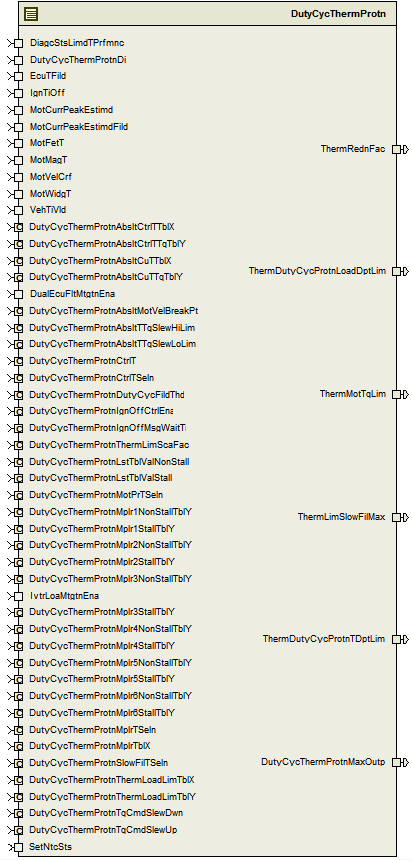 DutyCycThermProtn
DiagcStsLimdTPrfmnc
DutyCycThermProtnDi
EcuTFild
IgnTiOff
MotCurrPeakEstimd
MotCurrPeakEstimdFild
MotFetT
MotMagT
MotVelCrf
MotWidgT
VehTiVld
DutyCycThermProtnAbsltCtrlTTblX
DutyCycThermProtnAbsltCtrlTTqTblY
DutyCycThermProtnAbsltCuTTblX
DutyCycThermProtnAbsltCuTTqTblY
DualEcuFltMtgtnEna
DutyCycThermProtnAbsltMotVelBreakPt
DutyCycThermProtnAbsltTTqSlewHiLim
DutyCycThermProtnAbsltTTqSlewLoLim
DutyCycThermProtnCtrlT
DutyCycThermProtnCtrlTSeln
DutyCycThermProtnDutyCycFildThd
DutyCycThermProtnIgnOffCtrlEna
DutyCycThermProtnIgnOffMsgWaitTi
DutyCycThermProtnThermLimScaFac
DutyCycThermProtnLstTblValNonStall
DutyCycThermProtnLstTblValStall
DutyCycThermProtnMotPrTSeln
DutyCycThermProtnMplr1NonStallTblY
DutyCycThermProtnMplr1StallTblY
DutyCycThermProtnMplr2NonStallTblY
DutyCycThermProtnMplr2StallTblY
DutyCycThermProtnMplr3NonStallTblY
IvtrLoaMtgtnEna
DutyCycThermProtnMplr3StallTblY
DutyCycThermProtnMplr4NonStallTblY
DutyCycThermProtnMplr4StallTblY
DutyCycThermProtnMplr5NonStallTblY
DutyCycThermProtnMplr5StallTblY
DutyCycThermProtnMplr6NonStallTblY
DutyCycThermProtnMplr6StallTblY
DutyCycThermProtnMplrTSeln
DutyCycThermProtnMplrTblX
DutyCycThermProtnSlowFilTSeln
DutyCycThermProtnThermLoadLimTblX
DutyCycThermProtnThermLoadLimTblY
DutyCycThermProtnTqCmdSlewDwn
DutyCycThermProtnTqCmdSlewUp
SetNtcSts
ThermRednFac
ThermDutyCycProtnLoadDptLim
ThermMotTqLim
ThermLimSlowFilMax
ThermDutyCycProtnTDptLim
DutyCycThermProtnMaxOutp